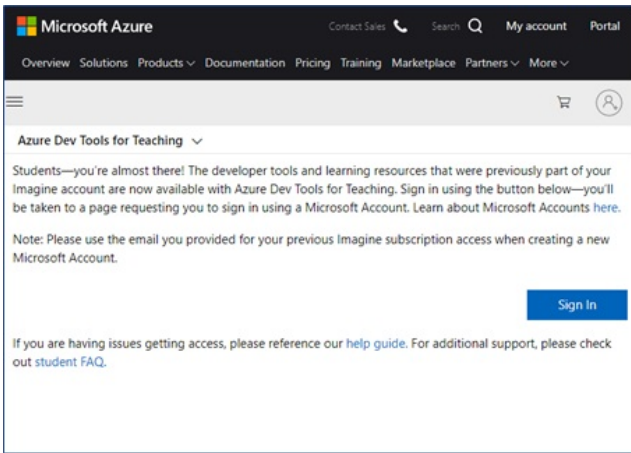 Microsoft Azure Contact Sales Search My account Portal
Overview Solutions Products Documentation Pricing Training Marketplace Partners More
Azure Dev Tools for Teaching
Students—you're almost there! The developer tools and learning resources that were previously part of your
Imagine account are now available with Azure Dev Tools for Teaching. Sign in using the button below—you'll
be taken to a page requesting you to sign in using a Microsoft Account. Learn about Microsoft Accounts here.
Note: Please use the email you provided for your previous Imagine subscription access when creating a new
Microsoft Account.
Sign In
If you are having issues getting access, please reference our help guide. For additional support, please check
out student FAQ.